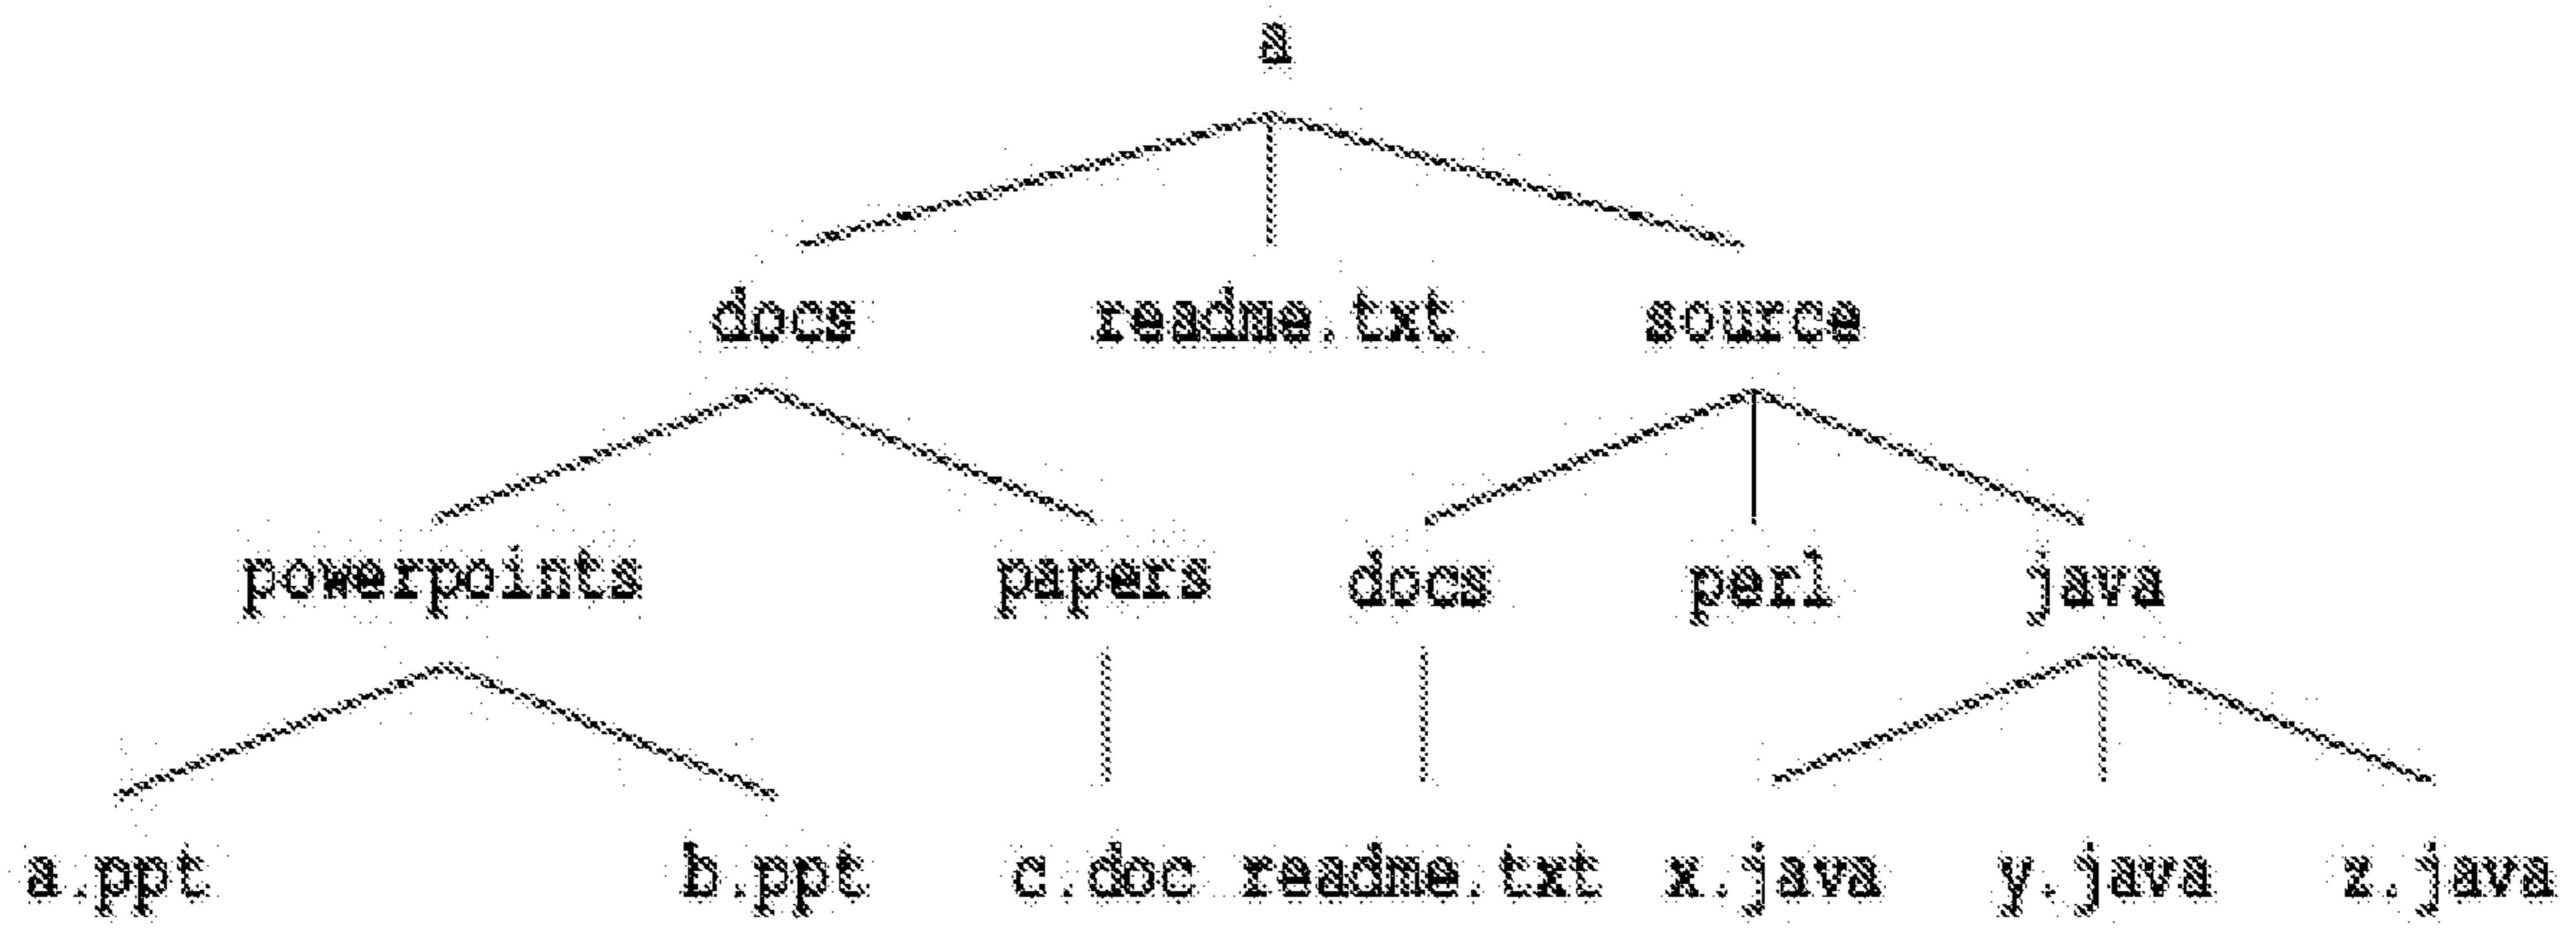 a
docs readme.txt source
powerpoints papers docs perl java
a.ppt b.ppt c.doc readme.txt x.java y.java z.java